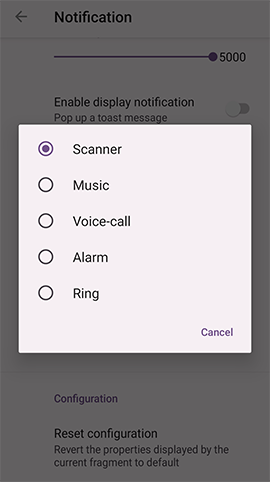 Notification
5000
Enable display notification
Pop up a toast message
Scanner
Music
Voice-call
Alarm
Ring
Cancel
Configuration
Reset configuration
Revert the properties displayed by the
current fragment to default